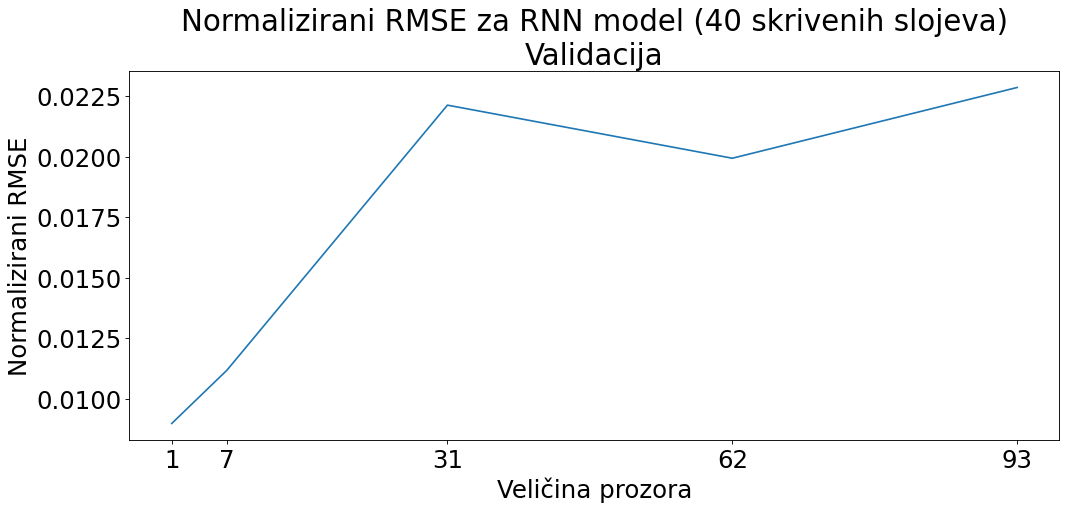 Normalizirani RMSE za RNN model (40 skrivenih slojeva)
Validacija
Normalizirani RMSE
0.0225
0.0200
0.0175
0.0150
0.0125
0.0100
1 7 31 62 93
Veličina prozora